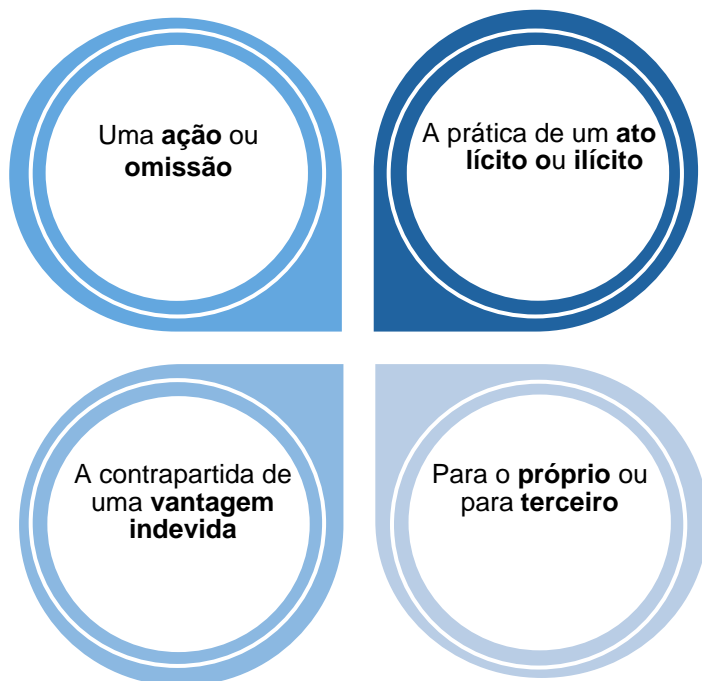 Uma ação ou
omissão
A prática de um ato
lícito ou ilícito
A contrapartida de
uma vantagem
indevida
Para o próprio ou
para terceiro